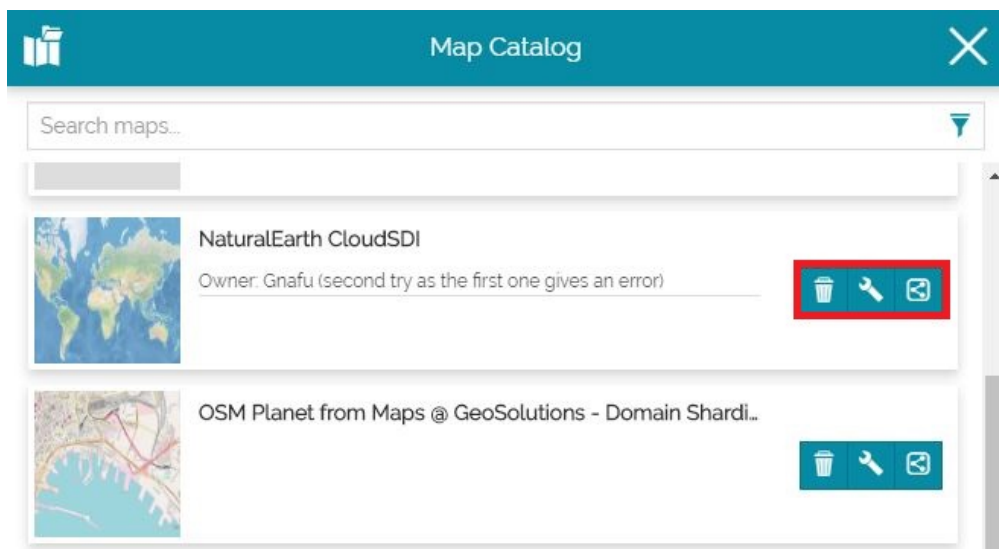 Map Catalog
Search maps...
NaturalEarth CloudSDI
Owner: Gnafu (second try as the first one gives an error)
OSM Planet from Maps @ GeoSolutions - Domain Shardi...